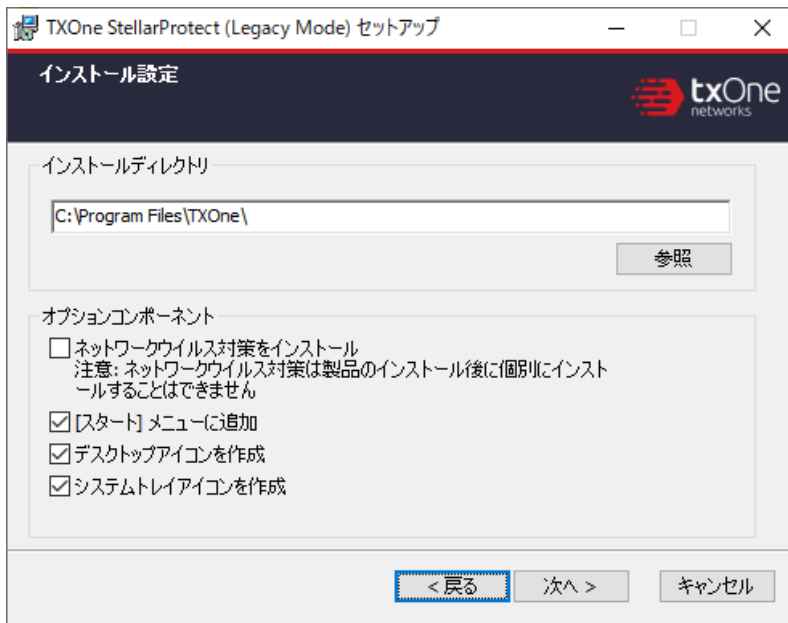 TXOne StellarProtect (Legacy Mode) セットアップ
インストール設定
txOne
networks
インストールディレクトリ
C:\Program Files\TXOne\
参照
オプションコンポーネント
ネットワークウイルス対策をインストール
注意: ネットワークウイルス対策は製品のインストール後に個別にインスト
ールすることはできません
[スタート] メニューに追加
デスクトップアイコンを作成
システムトレイアイコンを作成
< 戻る
次へ >
キャンセル